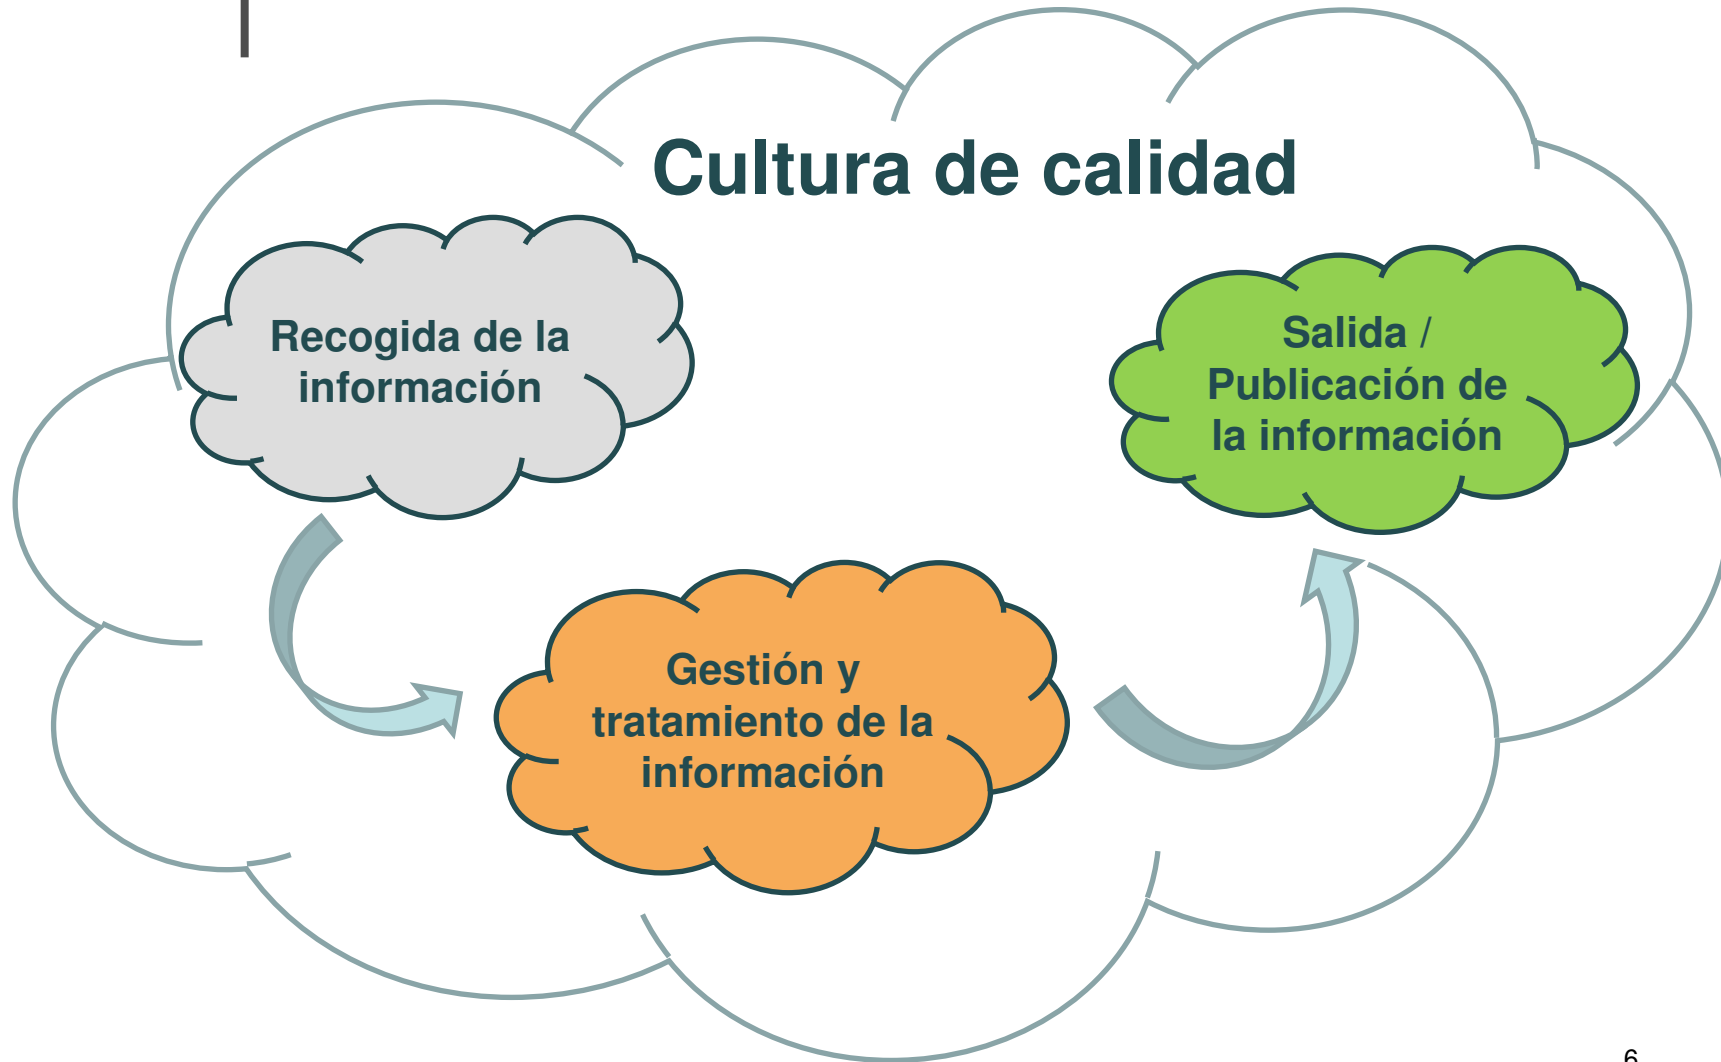 Cultura de calidad
Recogida de la
información
Salida /
Publicación de
la información
Gestión y
tratamiento de la
información
6